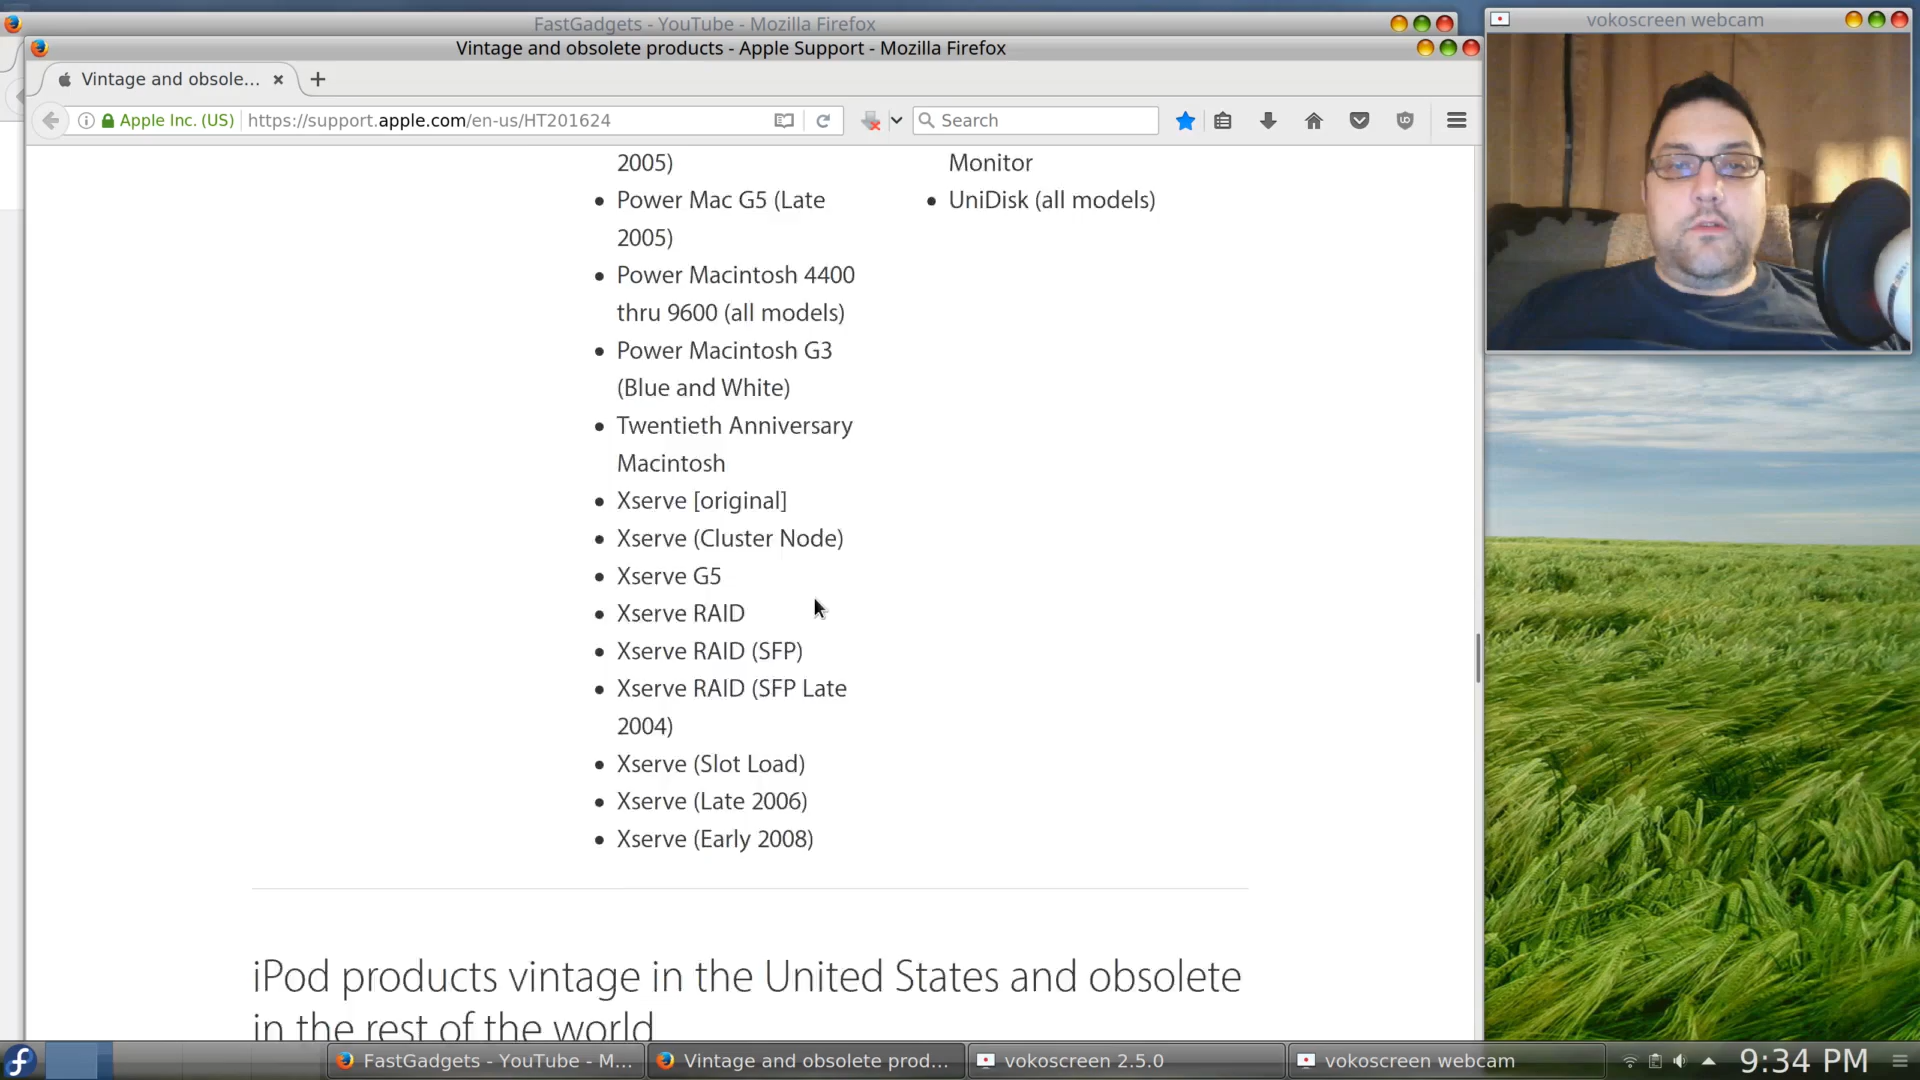 FastGadgets - YouTube - Mozilla Firefox
vokoscreen webcam
Vintage and obsolete products - Apple Support - Mozilla Firefox
Vintage and obsole...
Apple Inc. (US) https://support.apple.com/en-us/HT201624
Search
2005)
Power Mac G5 (Late
2005)
Power Macintosh 4400
thru 9600 (all models)
Power Macintosh G3
(Blue and White)
Twentieth Anniversary
Macintosh
Xserve [original]
Xserve (Cluster Node)
Xserve G5
Xserve RAID
Xserve RAID (SFP)
Xserve RAID (SFP Late
2004)
Xserve (Slot Load)
Xserve (Late 2006)
Xserve (Early 2008)
Monitor
UniDisk (all models)
iPod products vintage in the United States and obsolete
in the rest of the world
FastGadgets - YouTube - M...
Vintage and obsolete prod...
vokoscreen 2.5.0
vokoscreen webcam
9:34 PM